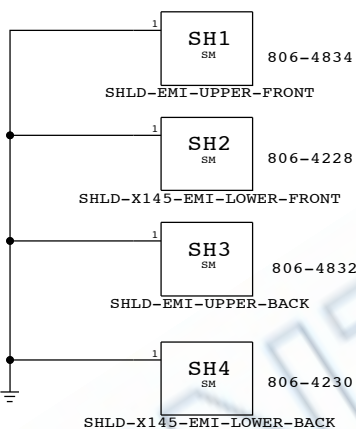 1
SH1
SM
806-4834
SHLD-EMI-UPPER-FRONT
1
SH2
SM
806-4228
SHLD-X145-EMI-LOWER-FRONT
1
SH3
SM
806-4832
SHLD-EMI-UPPER-BACK
1
SH4
SM
806-4230
SHLD-X145-EMI-LOWER-BACK